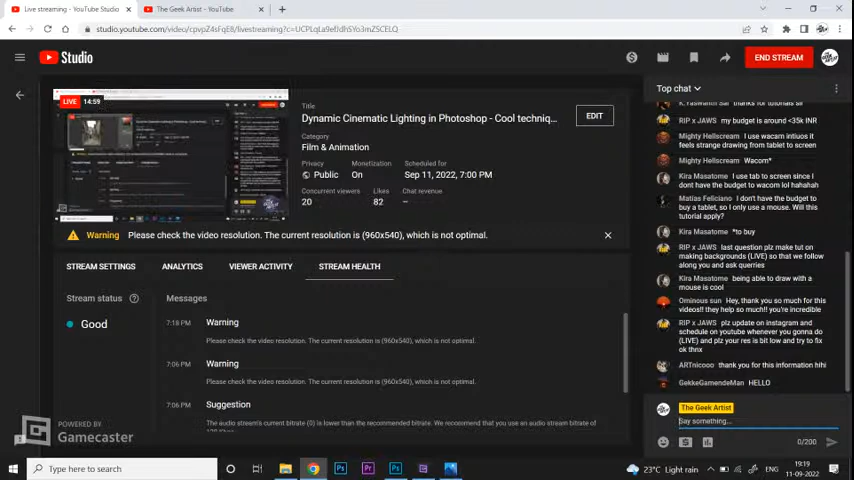 Live streaming - YouTube Studio
The Geek Artist - YouTube
Studio
END STREAM
LIVE 14:59
Title
Dynamic Cinematic Lighting in Photoshop - Cool techniq...
EDIT
Category
Film & Animation
Privacy Monetization Scheduled for
Public On Sep 11, 2022, 7:00 PM
Concurrent viewers Likes Chat revenue
20 82 --
Warning Please check the video resolution. The current resolution is (960x540), which is not optimal.
STREAM SETTINGS ANALYTICS VIEWER ACTIVITY STREAM HEALTH
Stream status Messages
Good
7:18 PM Warning
Please check the video resolution. The current resolution is (960x540), which is not optimal.
7:06 PM Warning
Please check the video resolution. The current resolution is (960x540), which is not optimal.
7:06 PM Suggestion
The audio stream's current bitrate (0) is lower than the recommended bitrate. We recommend that you use an audio stream bitrate of
POWERED BY
Gamecaster
Top chat
RIP x JAWS my budget is around <35k INR
Mighty Hellscream I use wacam intiuos it
feels strange drawing from tablet to screen
Mighty Hellscream Wacom*
Kira Masatome I use tab to screen since I
dont have the budget to wacom lol hahahha
Matías Feliciano I don't have the budget
to buy a tablet, so I only use a mouse. Will this
tutorial apply?
Kira Masatome *to buy
RIP x JAWS last question plz make tut on
making backgrounds (LIVE) so that we follow
along you and ask querries
Kira Masatome being able to draw with a
mouse is cool
Ominous sun Hey, thank you so much for this
videos!! they help so much!! you're incredible
RIP x JAWS plz update on instagram and
schedule on youtube whenever you gonna do
(LIVE) and plz your res is bit low and try to fix
ok thnx
ARTnicooo thank you for this information hihi
GekkeGamendeMan HELLO
The Geek Artist
Say something...
0/200
Type here to search
23°C Light rain
ENG
19:19
11-09-2022